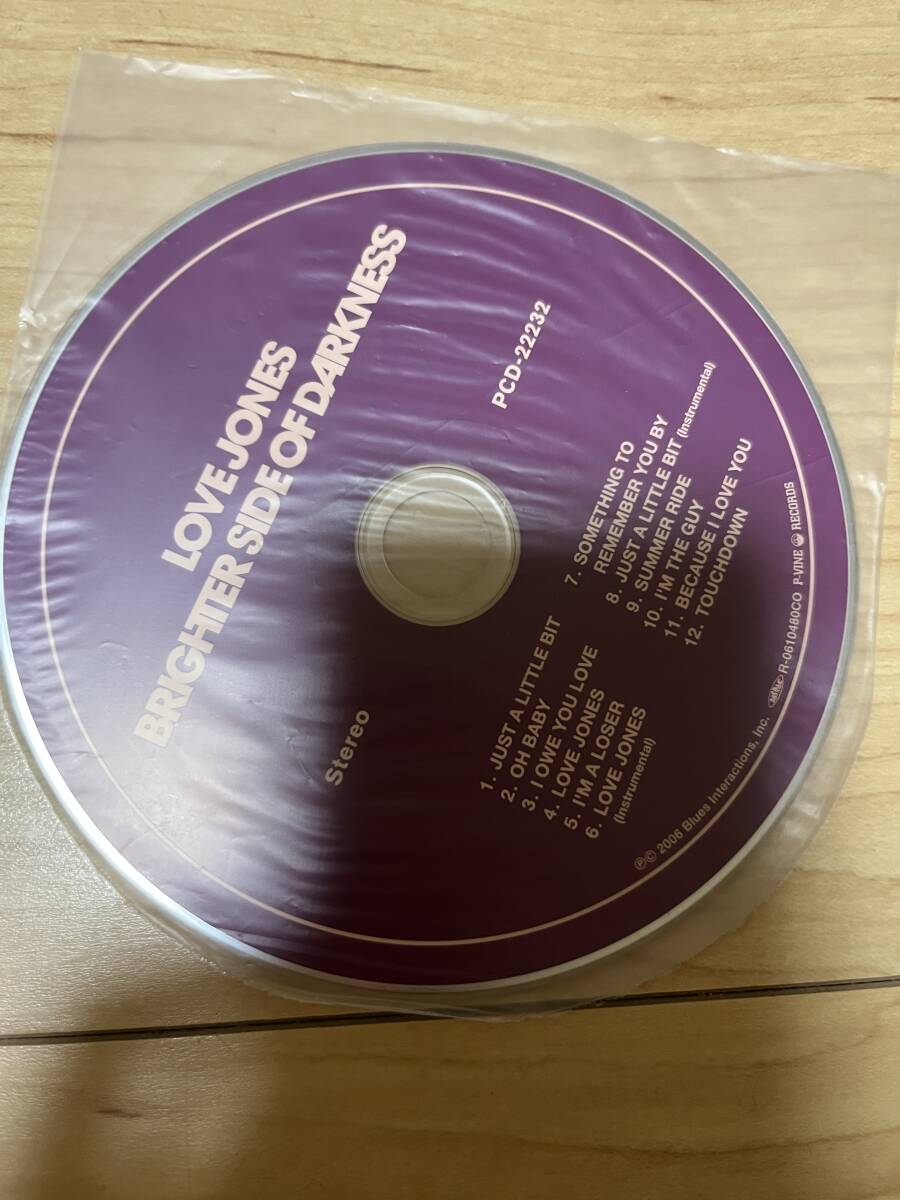 LOVE JONES
BRIGHTER SIDE OF DARKNESS
Stereo
PCD-22232
1. JUST A LITTLE BIT
2. OH BABY
3. I OWE YOU LOVE
4. LOVE JONES
5. I'M A LOSER
6. LOVE JONES
(Instrumental)
7. SOMETHING TO
REMEMBER YOU BY
8. JUST A LITTLE BIT (Instrumental)
9. SUMMER RIDE
10. I'M THE GUY
11. BECAUSE I LOVE YOU
12. TOUCHDOWN
℗© 2006 Blues Interactions, Inc. R-0610480CO P-VINE RECORDS